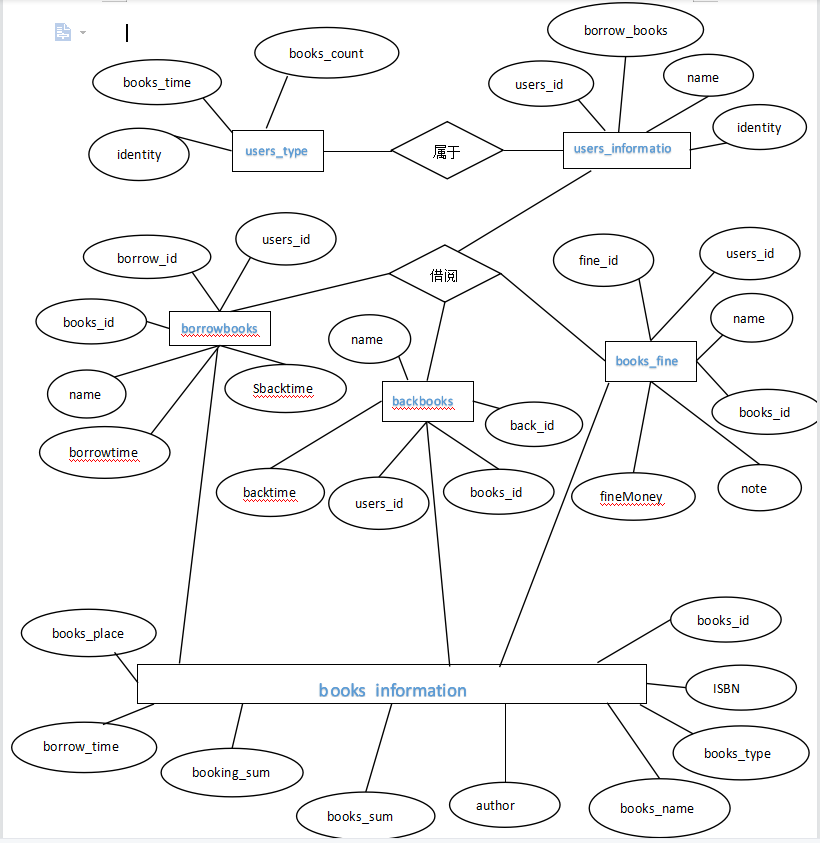 borrow_books
books_count
books_time
users_id
name
identity
identity
users_type
属于
users_informatio
borrow_id
users_id
借阅
fine_id
users_id
books_id
borrowbooks
name
name
books_fine
name
Sbacktime
backbooks
back_id
books_id
borrowtime
backtime
users_id
books_id
fineMoney
note
books_place
books_id
books information
ISBN
borrow_time
booking_sum
books_sum
author
books_name
books_type